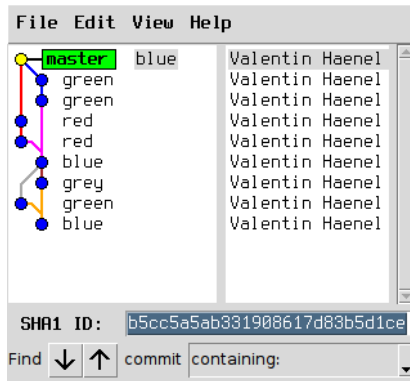 File Edit View Help
master blue Valentin Haenel
green Valentin Haenel
green Valentin Haenel
red Valentin Haenel
red Valentin Haenel
blue Valentin Haenel
grey Valentin Haenel
green Valentin Haenel
blue Valentin Haenel
SHA1 ID: b5cc5a5ab331908617d83b5d1ce
Find commit containing: